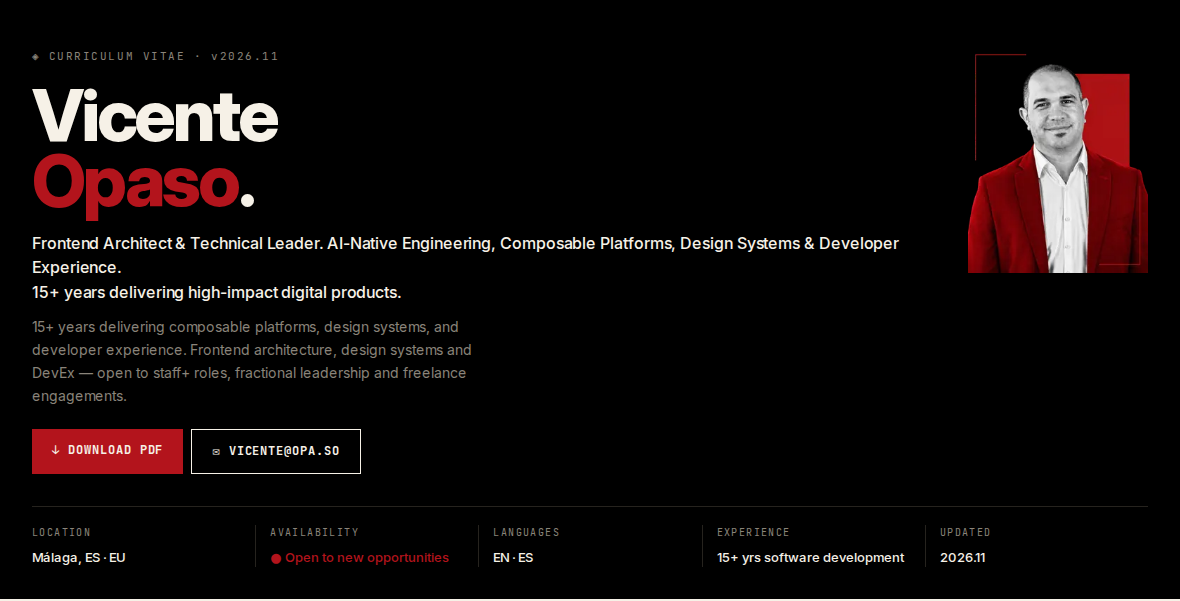 ◈ CURRICULUM VITAE · v2026.11
Vicente
Opaso.
Frontend Architect & Technical Leader. AI-Native Engineering, Composable Platforms, Design Systems & Developer
Experience.
15+ years delivering high-impact digital products.
15+ years delivering composable platforms, design systems, and
developer experience. Frontend architecture, design systems and
DevEx — open to staff+ roles, fractional leadership and freelance
engagements.
↓ DOWNLOAD PDF
✉ VICENTE@OPA.SO
LOCATION
Málaga, ES · EU
AVAILABILITY
● Open to new opportunities
LANGUAGES
EN · ES
EXPERIENCE
15+ yrs software development
UPDATED
2026.11